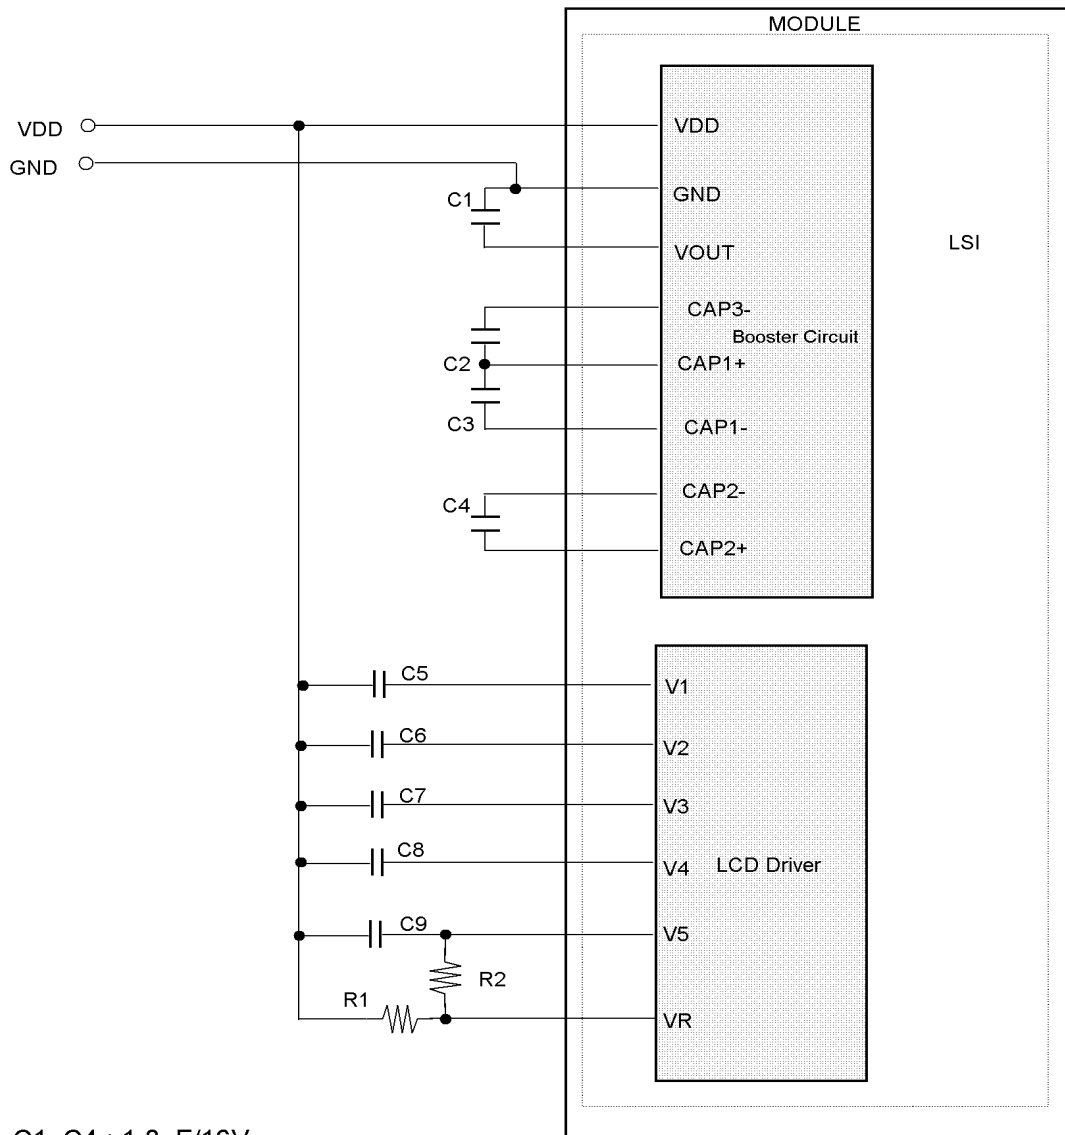 MODULE
VDD
GND
VDD
C1
GND
VOUT
LSI
CAP3-
Booster Circuit
C2
CAP1+
C3
CAP1-
C4
CAP2-
CAP2+
C5
V1
C6
V2
C7
V3
C8
V4
LCD Driver
C9
V5
R2
R1
VR